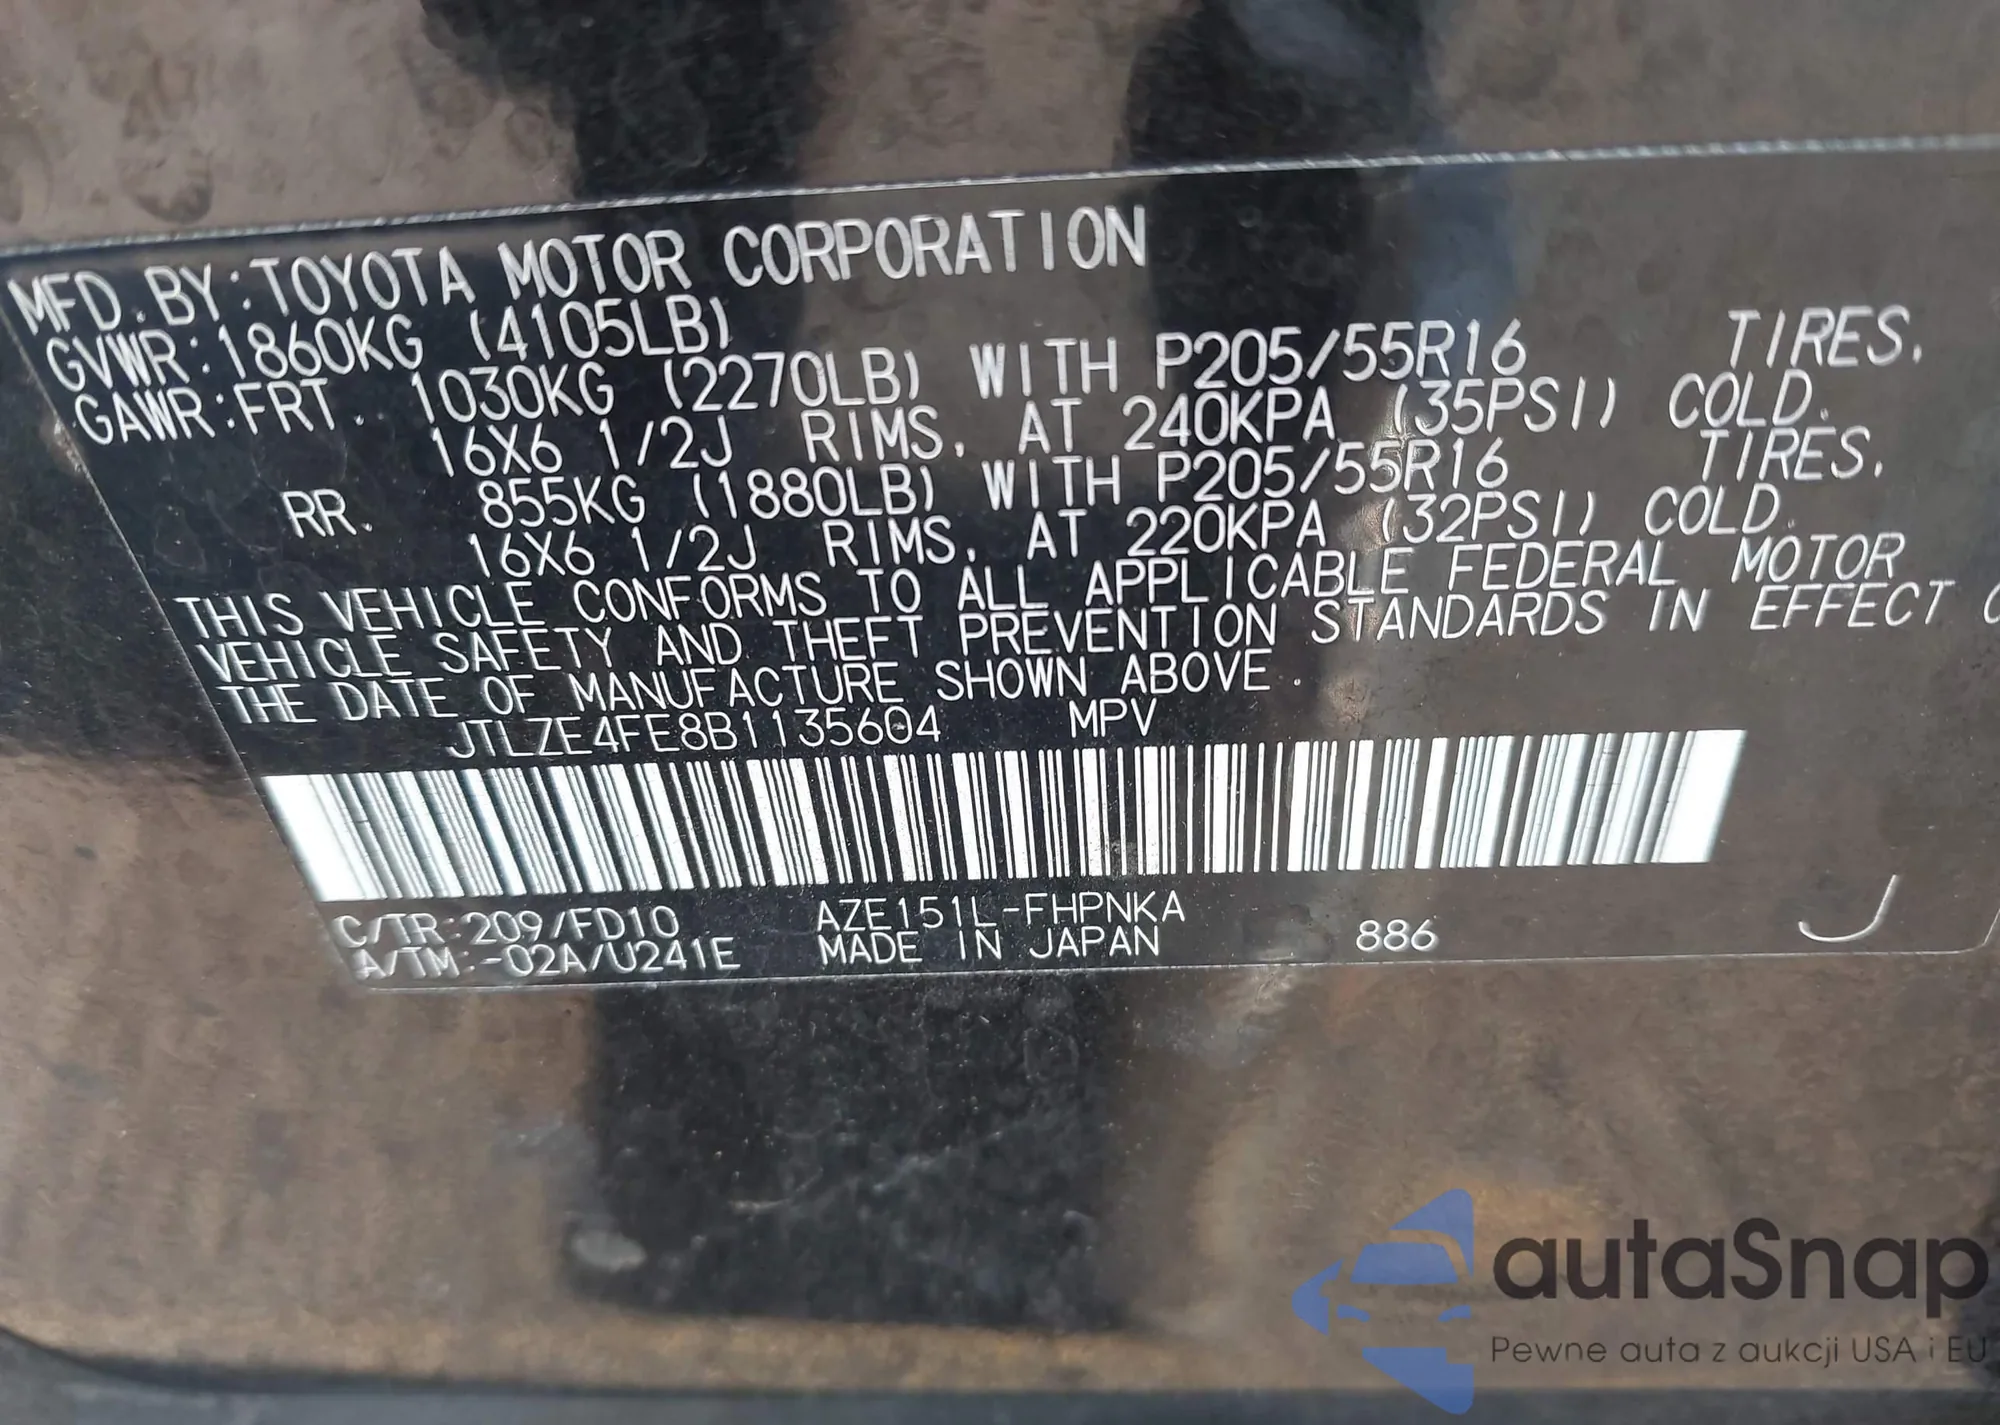 MFD. BY: TOYOTA MOTOR CORPORATION
GVWR: 1860KG (4105LB)
GAWR: FRT. 1030KG (2270LB) WITH P205/55R16 TIRES,
16X6 1/2J RIMS, AT 240KPA (35PSI) COLD.
RR. 855KG (1880LB) WITH P205/55R16 TIRES,
16X6 1/2J RIMS, AT 220KPA (32PSI) COLD.
THIS VEHICLE CONFORMS TO ALL APPLICABLE FEDERAL MOTOR
VEHICLE SAFETY AND THEFT PREVENTION STANDARDS IN EFFECT
THE DATE OF MANUFACTURE SHOWN ABOVE.
JTLZE4FE8B1135604 MPV
C/TR: 209/FD10 AZE151L-FHPNKA
A/TM: -02A/U241E MADE IN JAPAN 886 J
autaSnap
Pewne auta z aukcji USA i EU